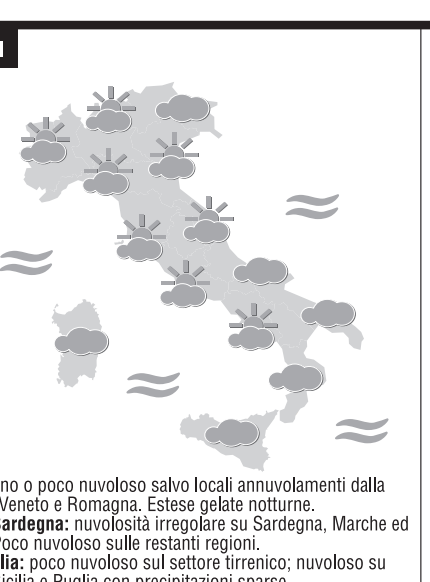 no o poco nuvoloso salvo locali annuvolamenti dalla
Veneto e Romagna. Estese gelate notturne.
ardegna: nuvolosità irregolare su Sardegna, Marche ed
Poco nuvoloso sulle restanti regioni.
lia: poco nuvoloso sul settore tirrenico; nuvoloso su
icilia e Puglia con precipitazioni sparse